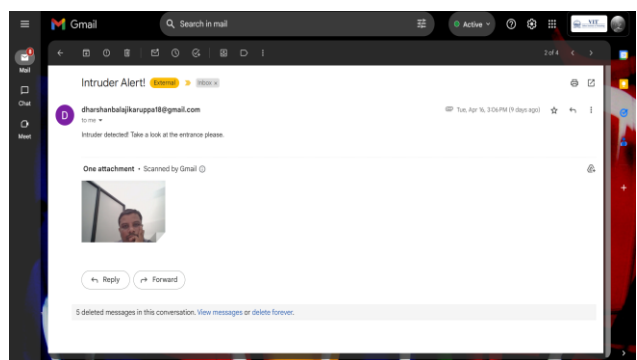 Gmail
Search in mail
Active
VIT
2 of 4
Mail
Chat
Meet
Intruder Alert! External Inbox x
dharshanbalajikaruppa18@gmail.com
Tue, Apr 16, 3:06 PM (9 days ago)
to me
D
Intruder detected! Take a look at the entrance please.
One attachment • Scanned by Gmail
Reply
Forward
5 deleted messages in this conversation. View messages or delete forever.